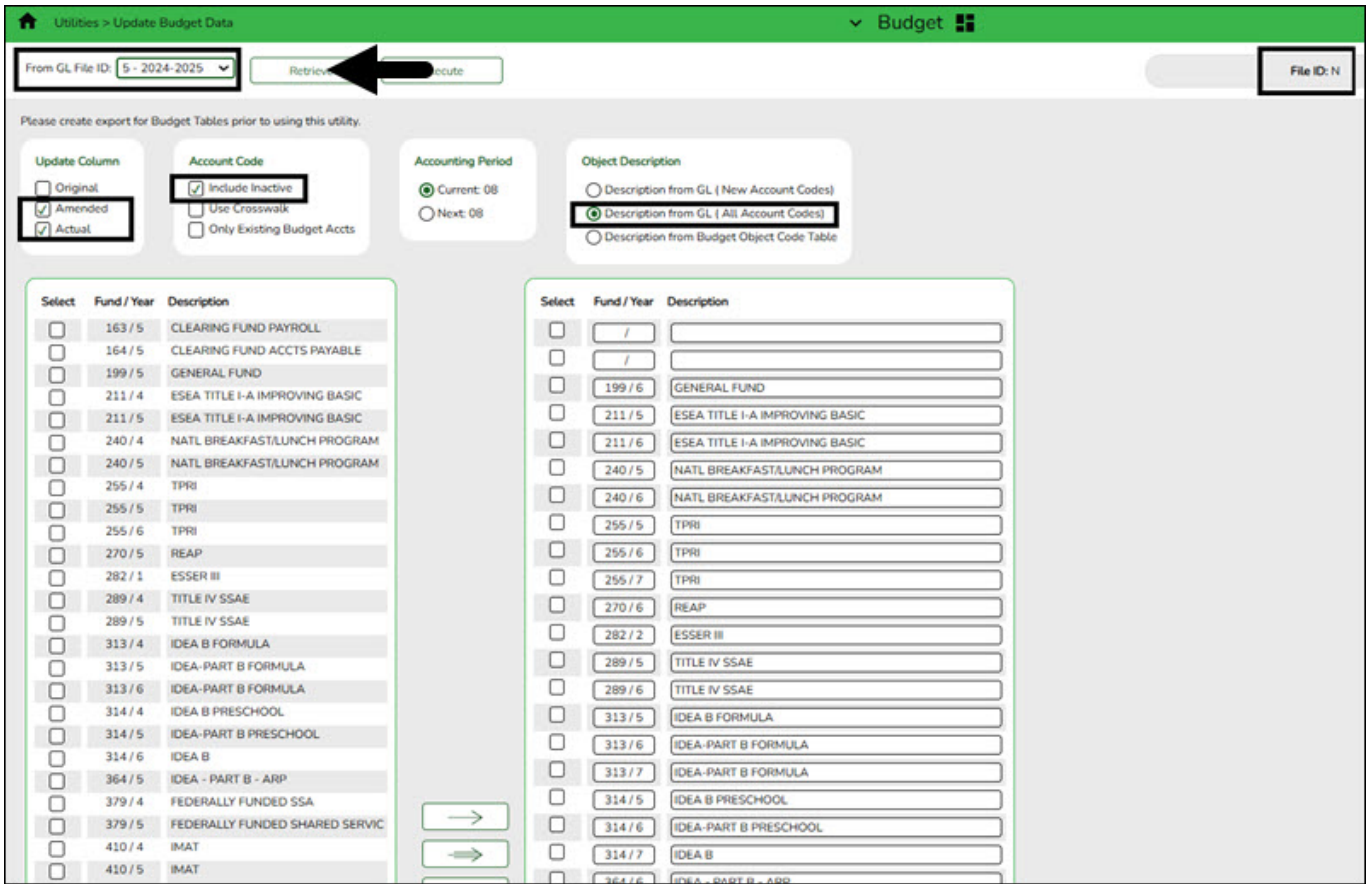 Utilities > Update Budget Data
Budget
From GL File ID: 5 - 2024-2025
Retrieve
File ID: N
Please create export for Budget Tables prior to using this utility.
Update Column
Original
Amended
Actual
Account Code
Include Inactive
Use Crosswalk
Only Existing Budget Accts
Accounting Period
Current: 08
Next: 08
Object Description
Description from GL ( New Account Codes)
Description from GL ( All Account Codes)
Description from Budget Object Code Table
Select Fund / Year Description
163 / 5 CLEARING FUND PAYROLL
164 / 5 CLEARING FUND ACCTS PAYABLE
199 / 5 GENERAL FUND
211 / 4 ESEA TITLE I-A IMPROVING BASIC
211 / 5 ESEA TITLE I-A IMPROVING BASIC
240 / 4 NATL BREAKFAST/LUNCH PROGRAM
240 / 5 NATL BREAKFAST/LUNCH PROGRAM
255 / 4 TPRI
255 / 5 TPRI
255 / 6 TPRI
270 / 5 REAP
282 / 1 ESSER III
289 / 4 TITLE IV SSAE
289 / 5 TITLE IV SSAE
313 / 4 IDEA B FORMULA
313 / 5 IDEA-PART B FORMULA
313 / 6 IDEA-PART B FORMULA
314 / 4 IDEA B PRESCHOOL
314 / 5 IDEA-PART B PRESCHOOL
314 / 6 IDEA B
364 / 5 IDEA - PART B - ARP
379 / 4 FEDERALLY FUNDED SSA
379 / 5 FEDERALLY FUNDED SHARED SERVIC
410 / 4 IMAT
410 / 5 IMAT
Select Fund / Year Description
/
/
199 / 6 GENERAL FUND
211 / 5 ESEA TITLE I-A IMPROVING BASIC
211 / 6 ESEA TITLE I-A IMPROVING BASIC
240 / 5 NATL BREAKFAST/LUNCH PROGRAM
240 / 6 NATL BREAKFAST/LUNCH PROGRAM
255 / 5 TPRI
255 / 6 TPRI
255 / 7 TPRI
270 / 6 REAP
282 / 2 ESSER III
289 / 5 TITLE IV SSAE
289 / 6 TITLE IV SSAE
313 / 5 IDEA B FORMULA
313 / 6 IDEA-PART B FORMULA
313 / 7 IDEA-PART B FORMULA
314 / 5 IDEA B PRESCHOOL
314 / 6 IDEA-PART B PRESCHOOL
314 / 7 IDEA B
364 / 6 IDEA - PART B - ARP